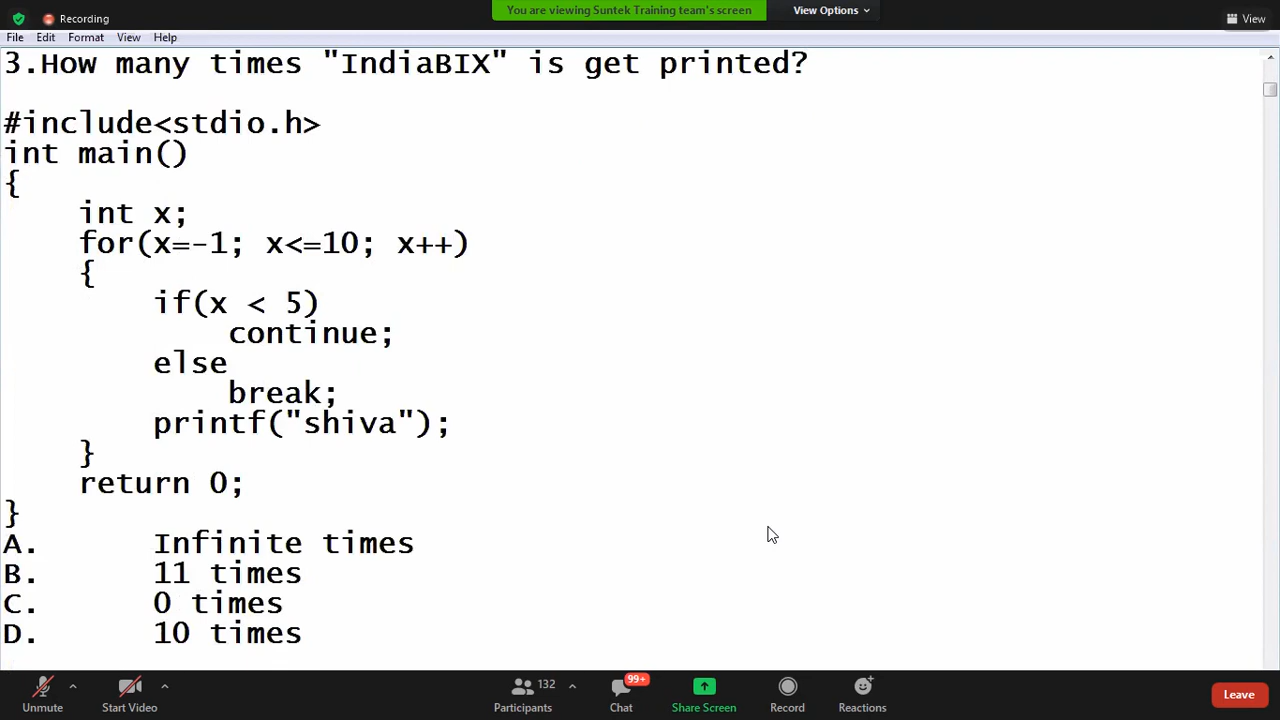 You are viewing Suntek Training team's screen
View Options
Recording
View
File Edit Format View Help
3.How many times "IndiaBIX" is get printed?
#include<stdio.h>
int main()
{
int x;
for(x=-1; x<=10; x++)
{
if(x < 5)
continue;
else
break;
printf("shiva");
}
return 0;
}
A. Infinite times
B. 11 times
C. 0 times
D. 10 times
132
99+
Unmute Start Video Participants Chat Share Screen Record Reactions Leave